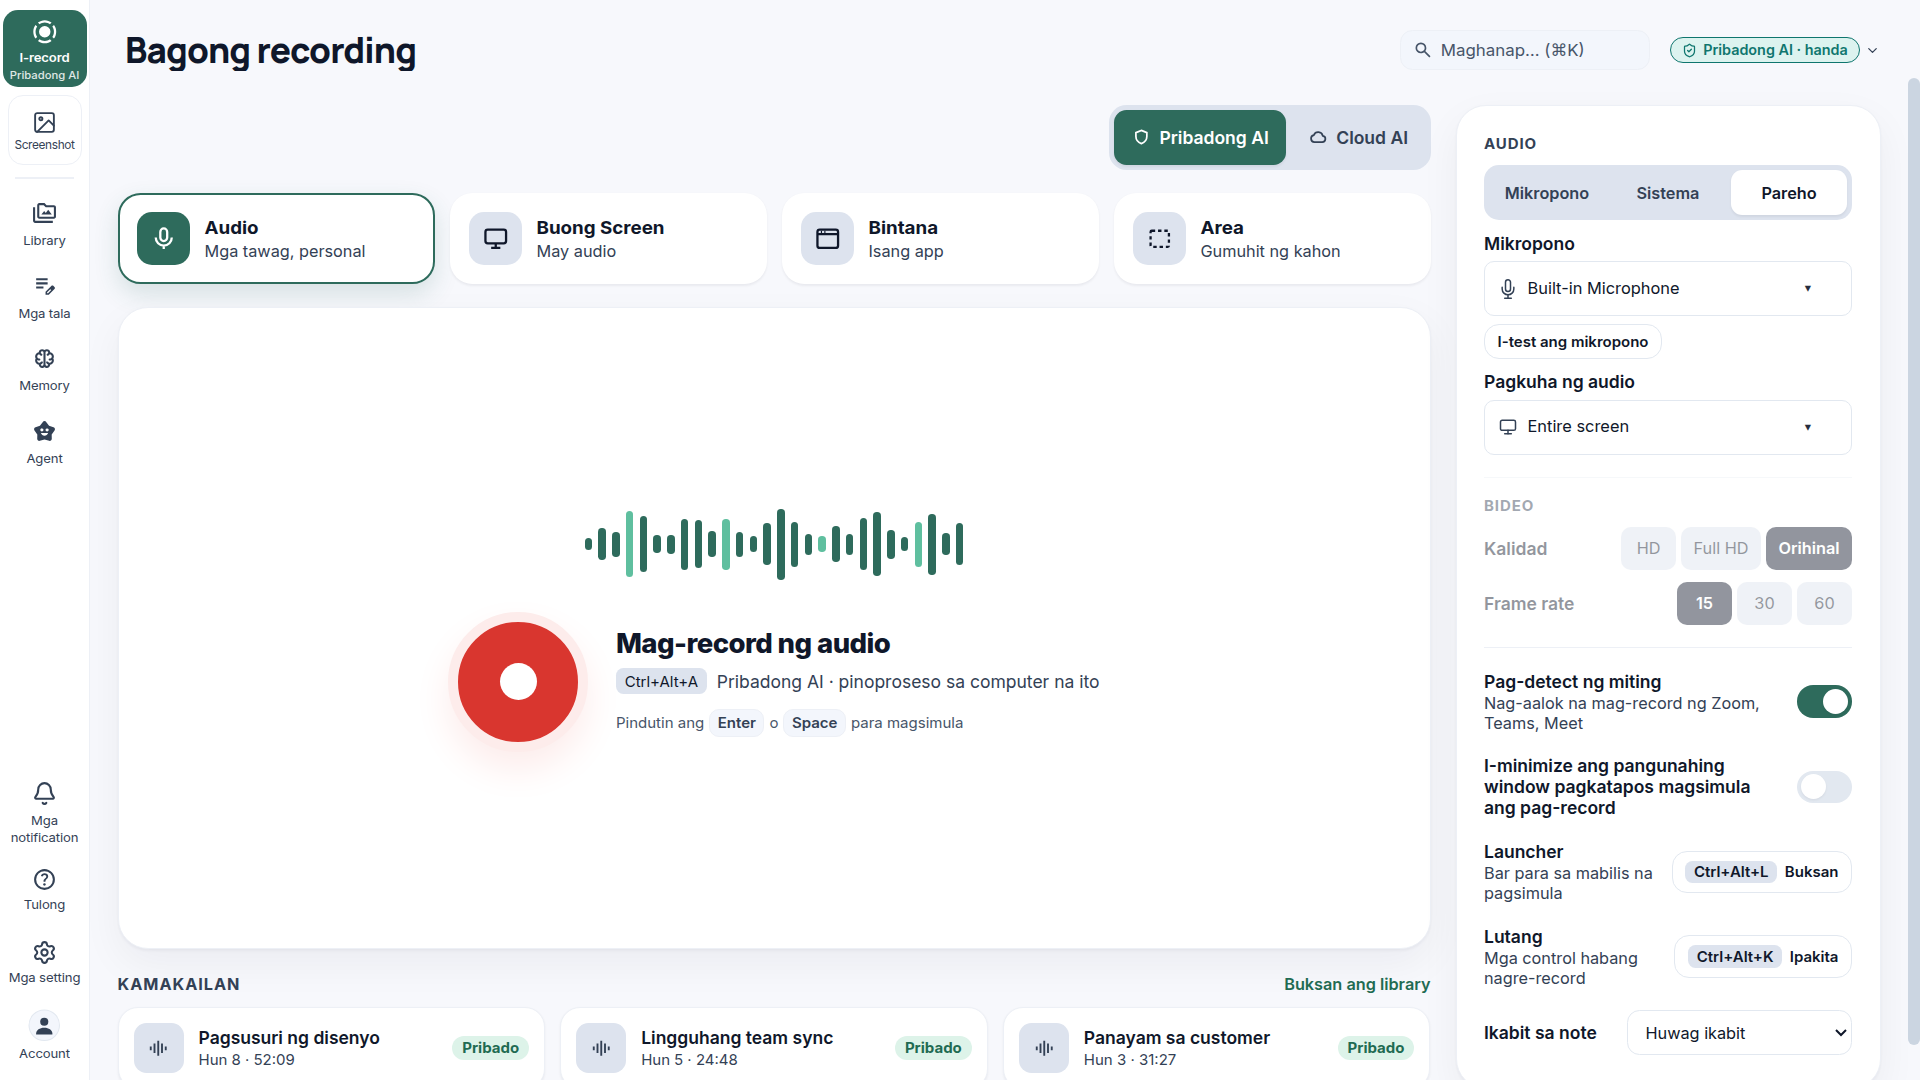 I-record
Pribadong AI
Screenshot
Library
Mga tala
Memory
Agent
Mga
notification
Tulong
Mga setting
Account
Bagong recording
Maghanap... (⌘K)
Pribadong AI · handa
Pribadong AI
Cloud AI
Audio
Mga tawag, personal
Buong Screen
May audio
Bintana
Isang app
Area
Gumuhit ng kahon
Mag-record ng audio
Ctrl+Alt+A Pribadong AI · pinoproseso sa computer na ito
Pindutin ang Enter o Space para magsimula
KAMAKAILAN
Buksan ang library
Pagsusuri ng disenyo
Hun 8 · 52:09
Pribado
Lingguhang team sync
Hun 5 · 24:48
Pribado
Panayam sa customer
Hun 3 · 31:27
Pribado
AUDIO
Mikropono Sistema Pareho
Mikropono
Built-in Microphone
I-test ang mikropono
Pagkuha ng audio
Entire screen
BIDEO
Kalidad HD Full HD Orihinal
Frame rate 15 30 60
Pag-detect ng miting
Nag-aalok na mag-record ng Zoom,
Teams, Meet
I-minimize ang pangunahing
window pagkatapos magsimula
ang pag-record
Launcher
Bar para sa mabilis na
pagsimula
Ctrl+Alt+L Buksan
Lutang
Mga control habang
nagre-record
Ctrl+Alt+K Ipakita
Ikabit sa note Huwag ikabit